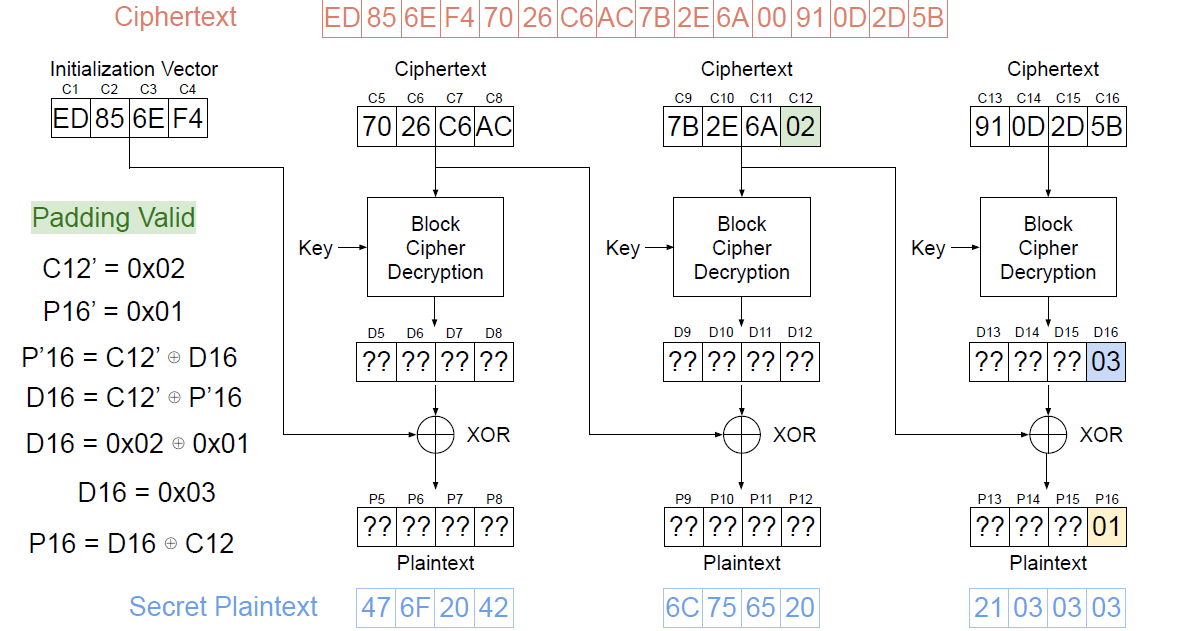 Ciphertext ED 85 6E F4 70 26 C6 AC 7B 2E 6A 00 91 0D 2D 5B
Initialization Vector
C1 C2 C3 C4
ED 85 6E F4
Ciphertext
C5 C6 C7 C8
70 26 C6 AC
Ciphertext
C9 C10 C11 C12
7B 2E 6A 02
Ciphertext
C13 C14 C15 C16
91 0D 2D 5B
Padding Valid
C12’ = 0x02
P16’ = 0x01
P’16 = C12’ ⊕ D16
D16 = C12’ ⊕ P’16
D16 = 0x02 ⊕ 0x01
D16 = 0x03
P16 = D16 ⊕ C12
Key
Block
Cipher
Decryption
Key
Block
Cipher
Decryption
Key
Block
Cipher
Decryption
D5 D6 D7 D8
?? ?? ?? ??
D9 D10 D11 D12
?? ?? ?? ??
D13 D14 D15 D16
?? ?? ?? 03
XOR
XOR
XOR
P5 P6 P7 P8
?? ?? ?? ??
Plaintext
P9 P10 P11 P12
?? ?? ?? ??
Plaintext
P13 P14 P15 P16
?? ?? ?? 01
Plaintext
Secret Plaintext 47 6F 20 42 6C 75 65 20 21 03 03 03